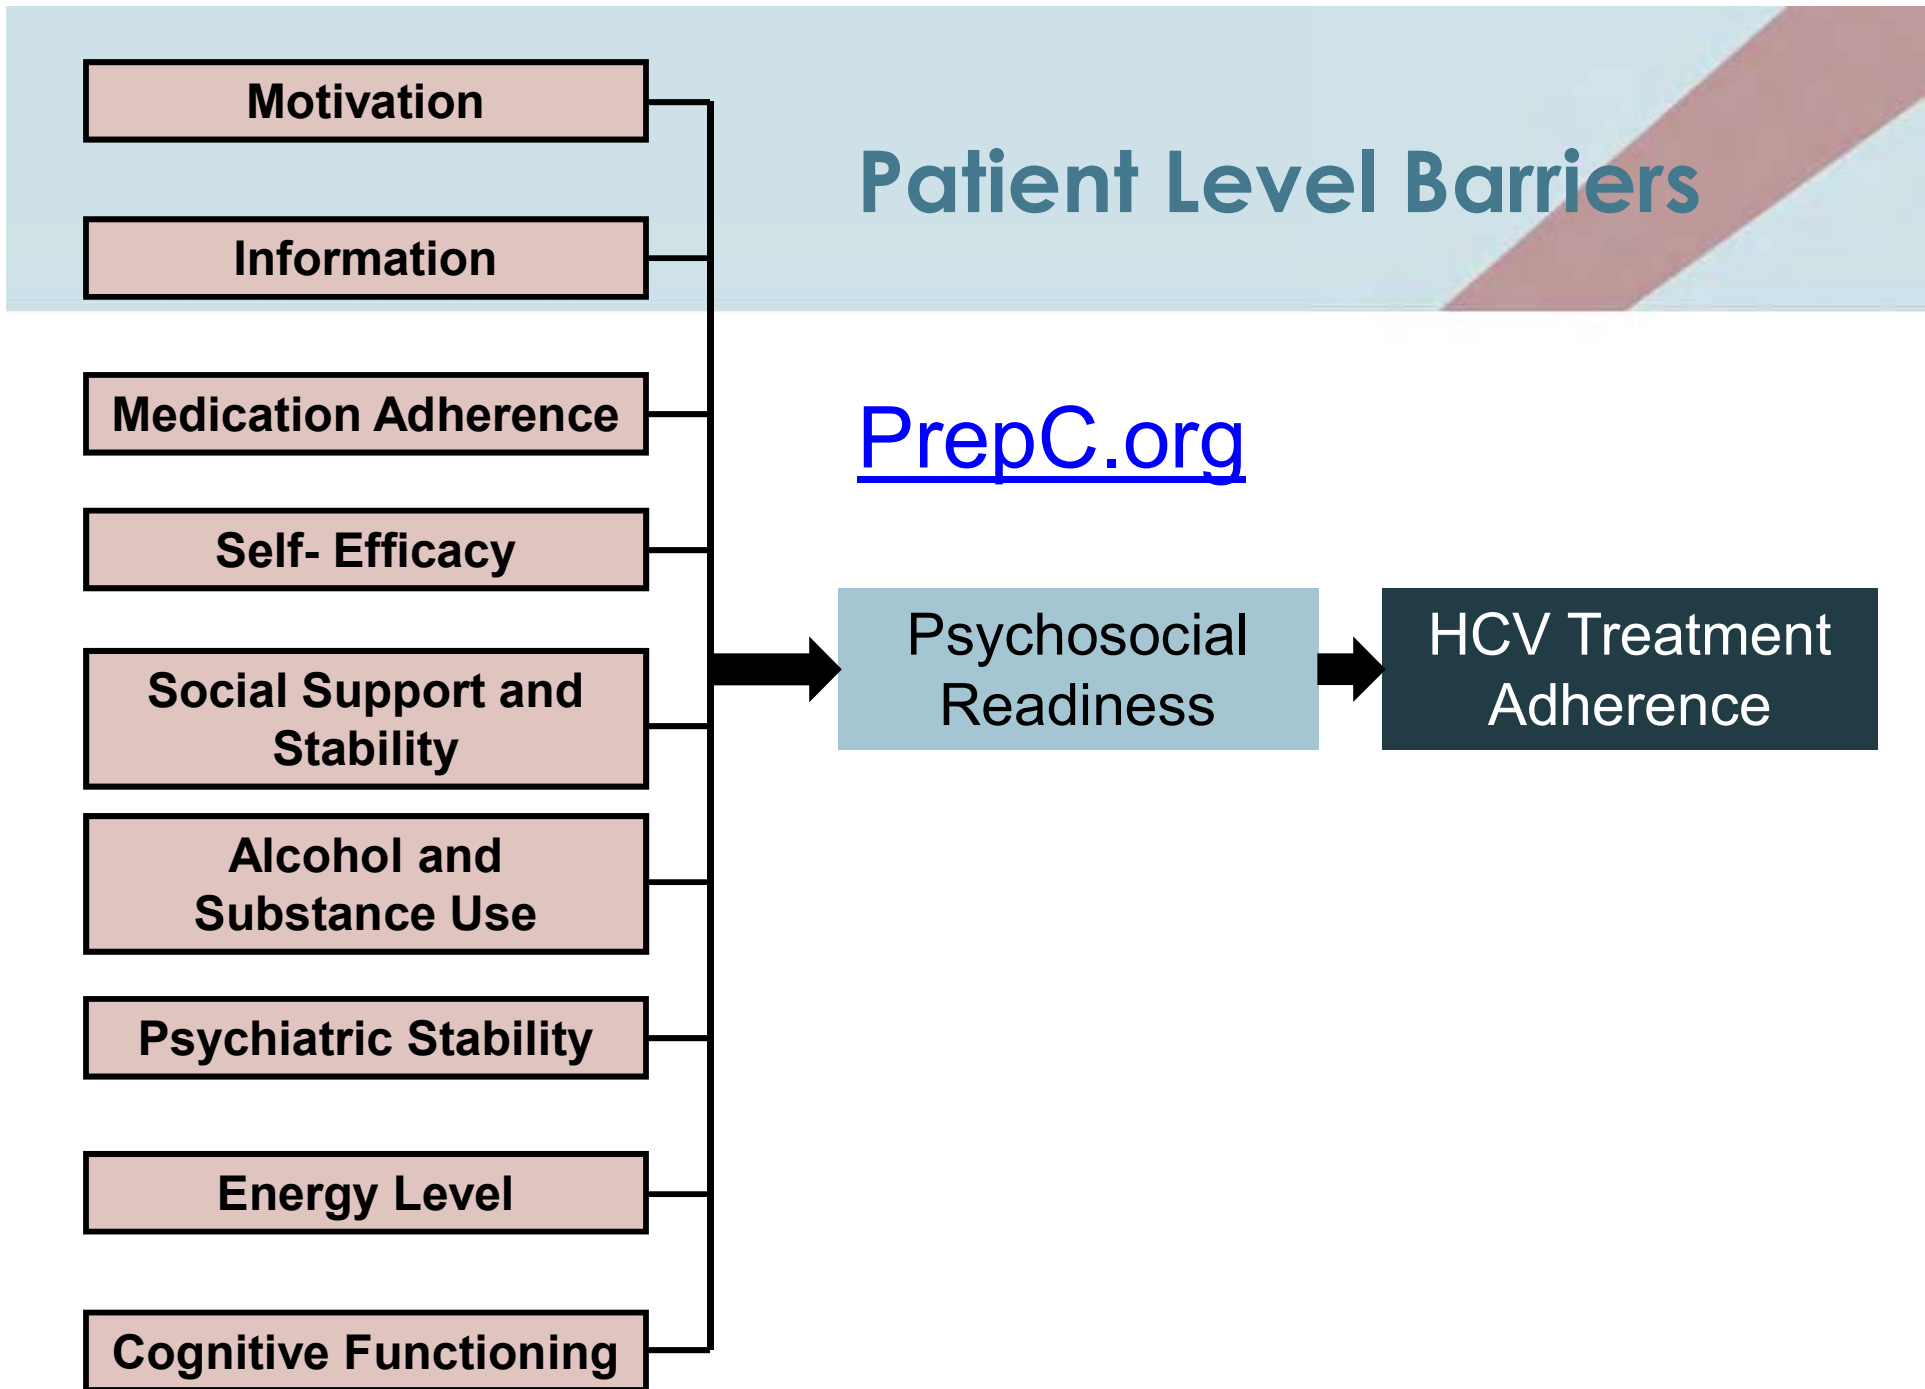 Motivation
Patient Level Barriers
Information
Medication Adherence
PrepC.org
Self- Efficacy
Social Support and
Stability
Psychosocial
Readiness
HCV Treatment
Adherence
Alcohol and
Substance Use
Psychiatric Stability
Energy Level
Cognitive Functioning